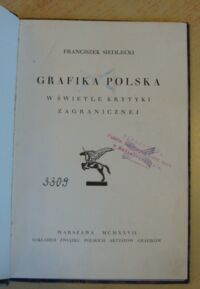 FRANCISZEK SIEDLECKI
GRAFIKA POLSKA
W ŚWIETLE KRYTYKI
ZAGRANICZNEJ
3309
WARSZAWA MCMXXVII
NAKŁADEM ZWIĄZKU POLSKICH ARTYSTÓW GRAFIKÓW